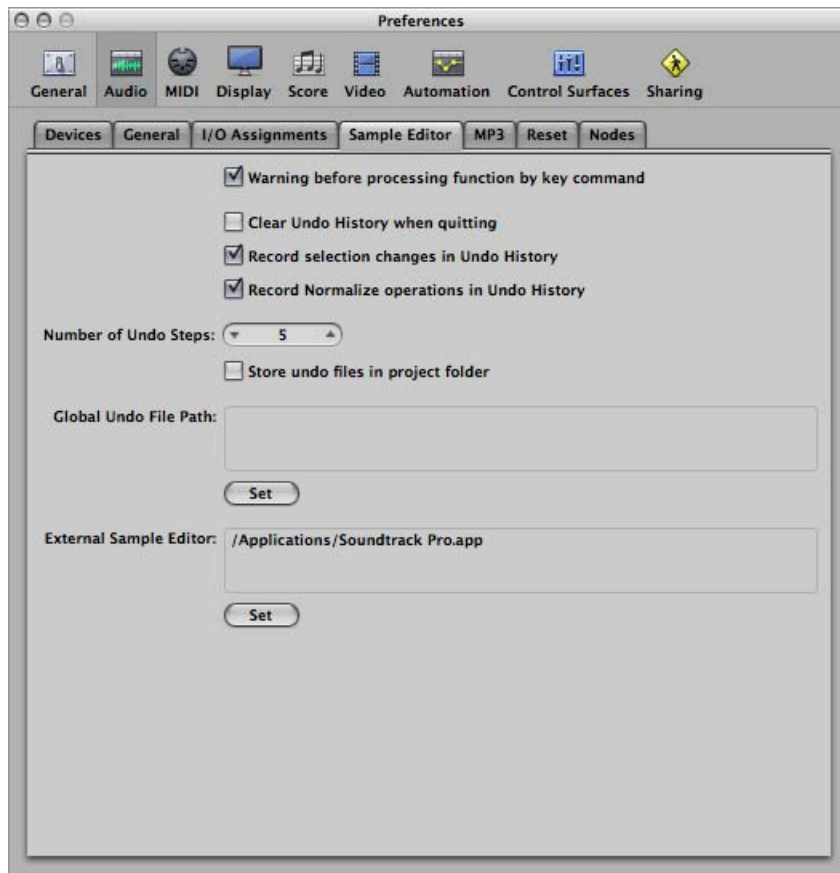 Preferences
General Audio MIDI Display Score Video Automation Control Surfaces Sharing
Devices General I/O Assignments Sample Editor MP3 Reset Nodes
Warning before processing function by key command
Clear Undo History when quitting
Record selection changes in Undo History
Record Normalize operations in Undo History
Number of Undo Steps: 5
Store undo files in project folder
Global Undo File Path:
Set
External Sample Editor: /Applications/Soundtrack Pro.app
Set